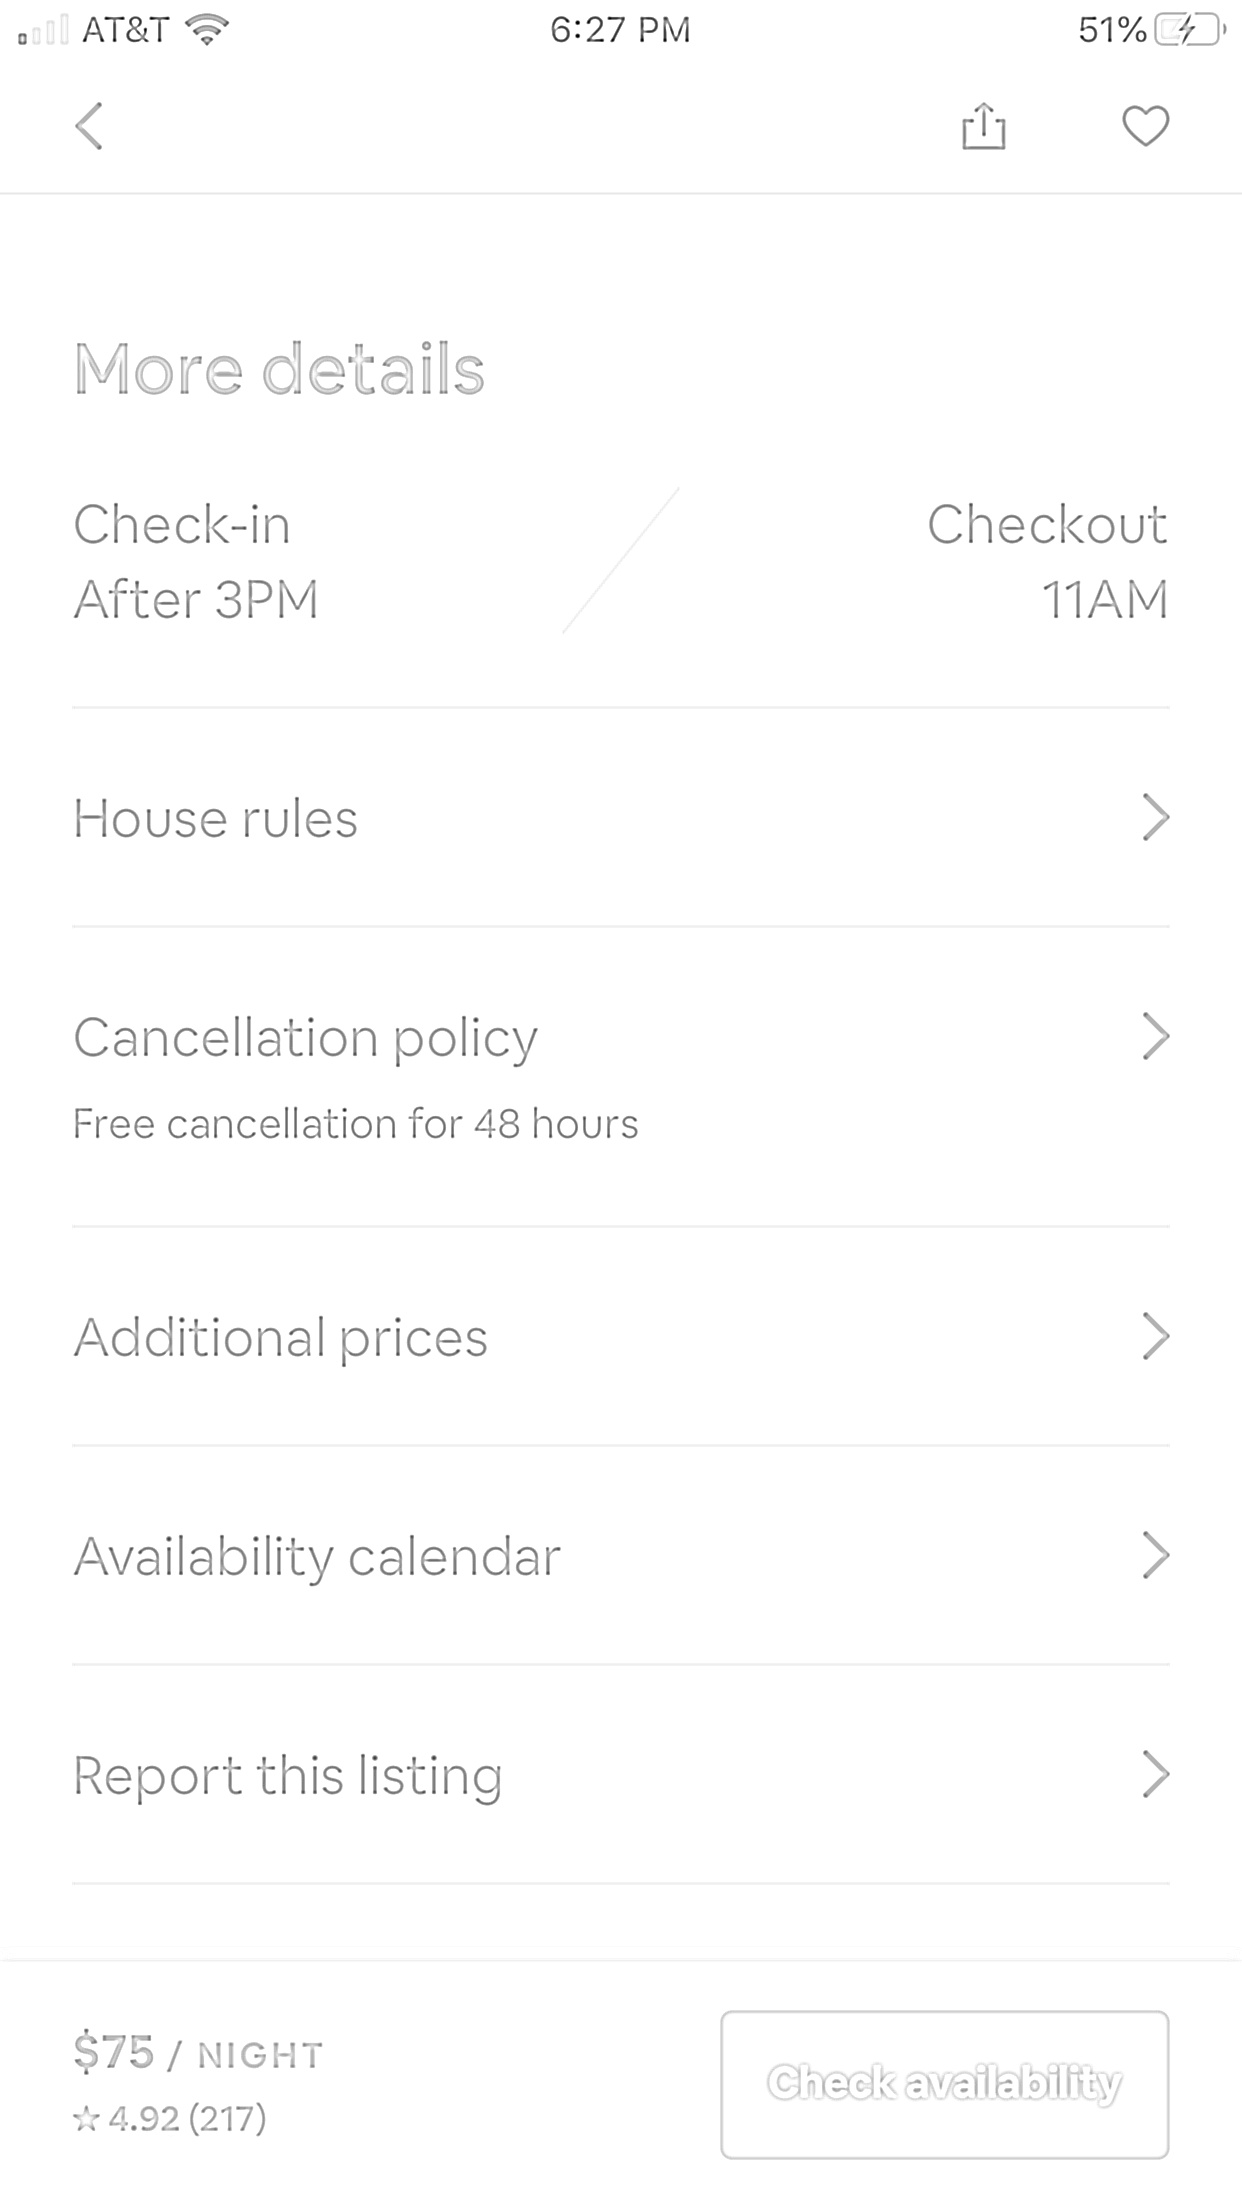 AT&T 6:27 PM 51%
More details
Check-in Checkout
After 3PM 11AM
House rules
Cancellation policy
Free cancellation for 48 hours
Additional prices
Availability calendar
Report this listing
$75 / NIGHT
4.92 (217)
Check availability